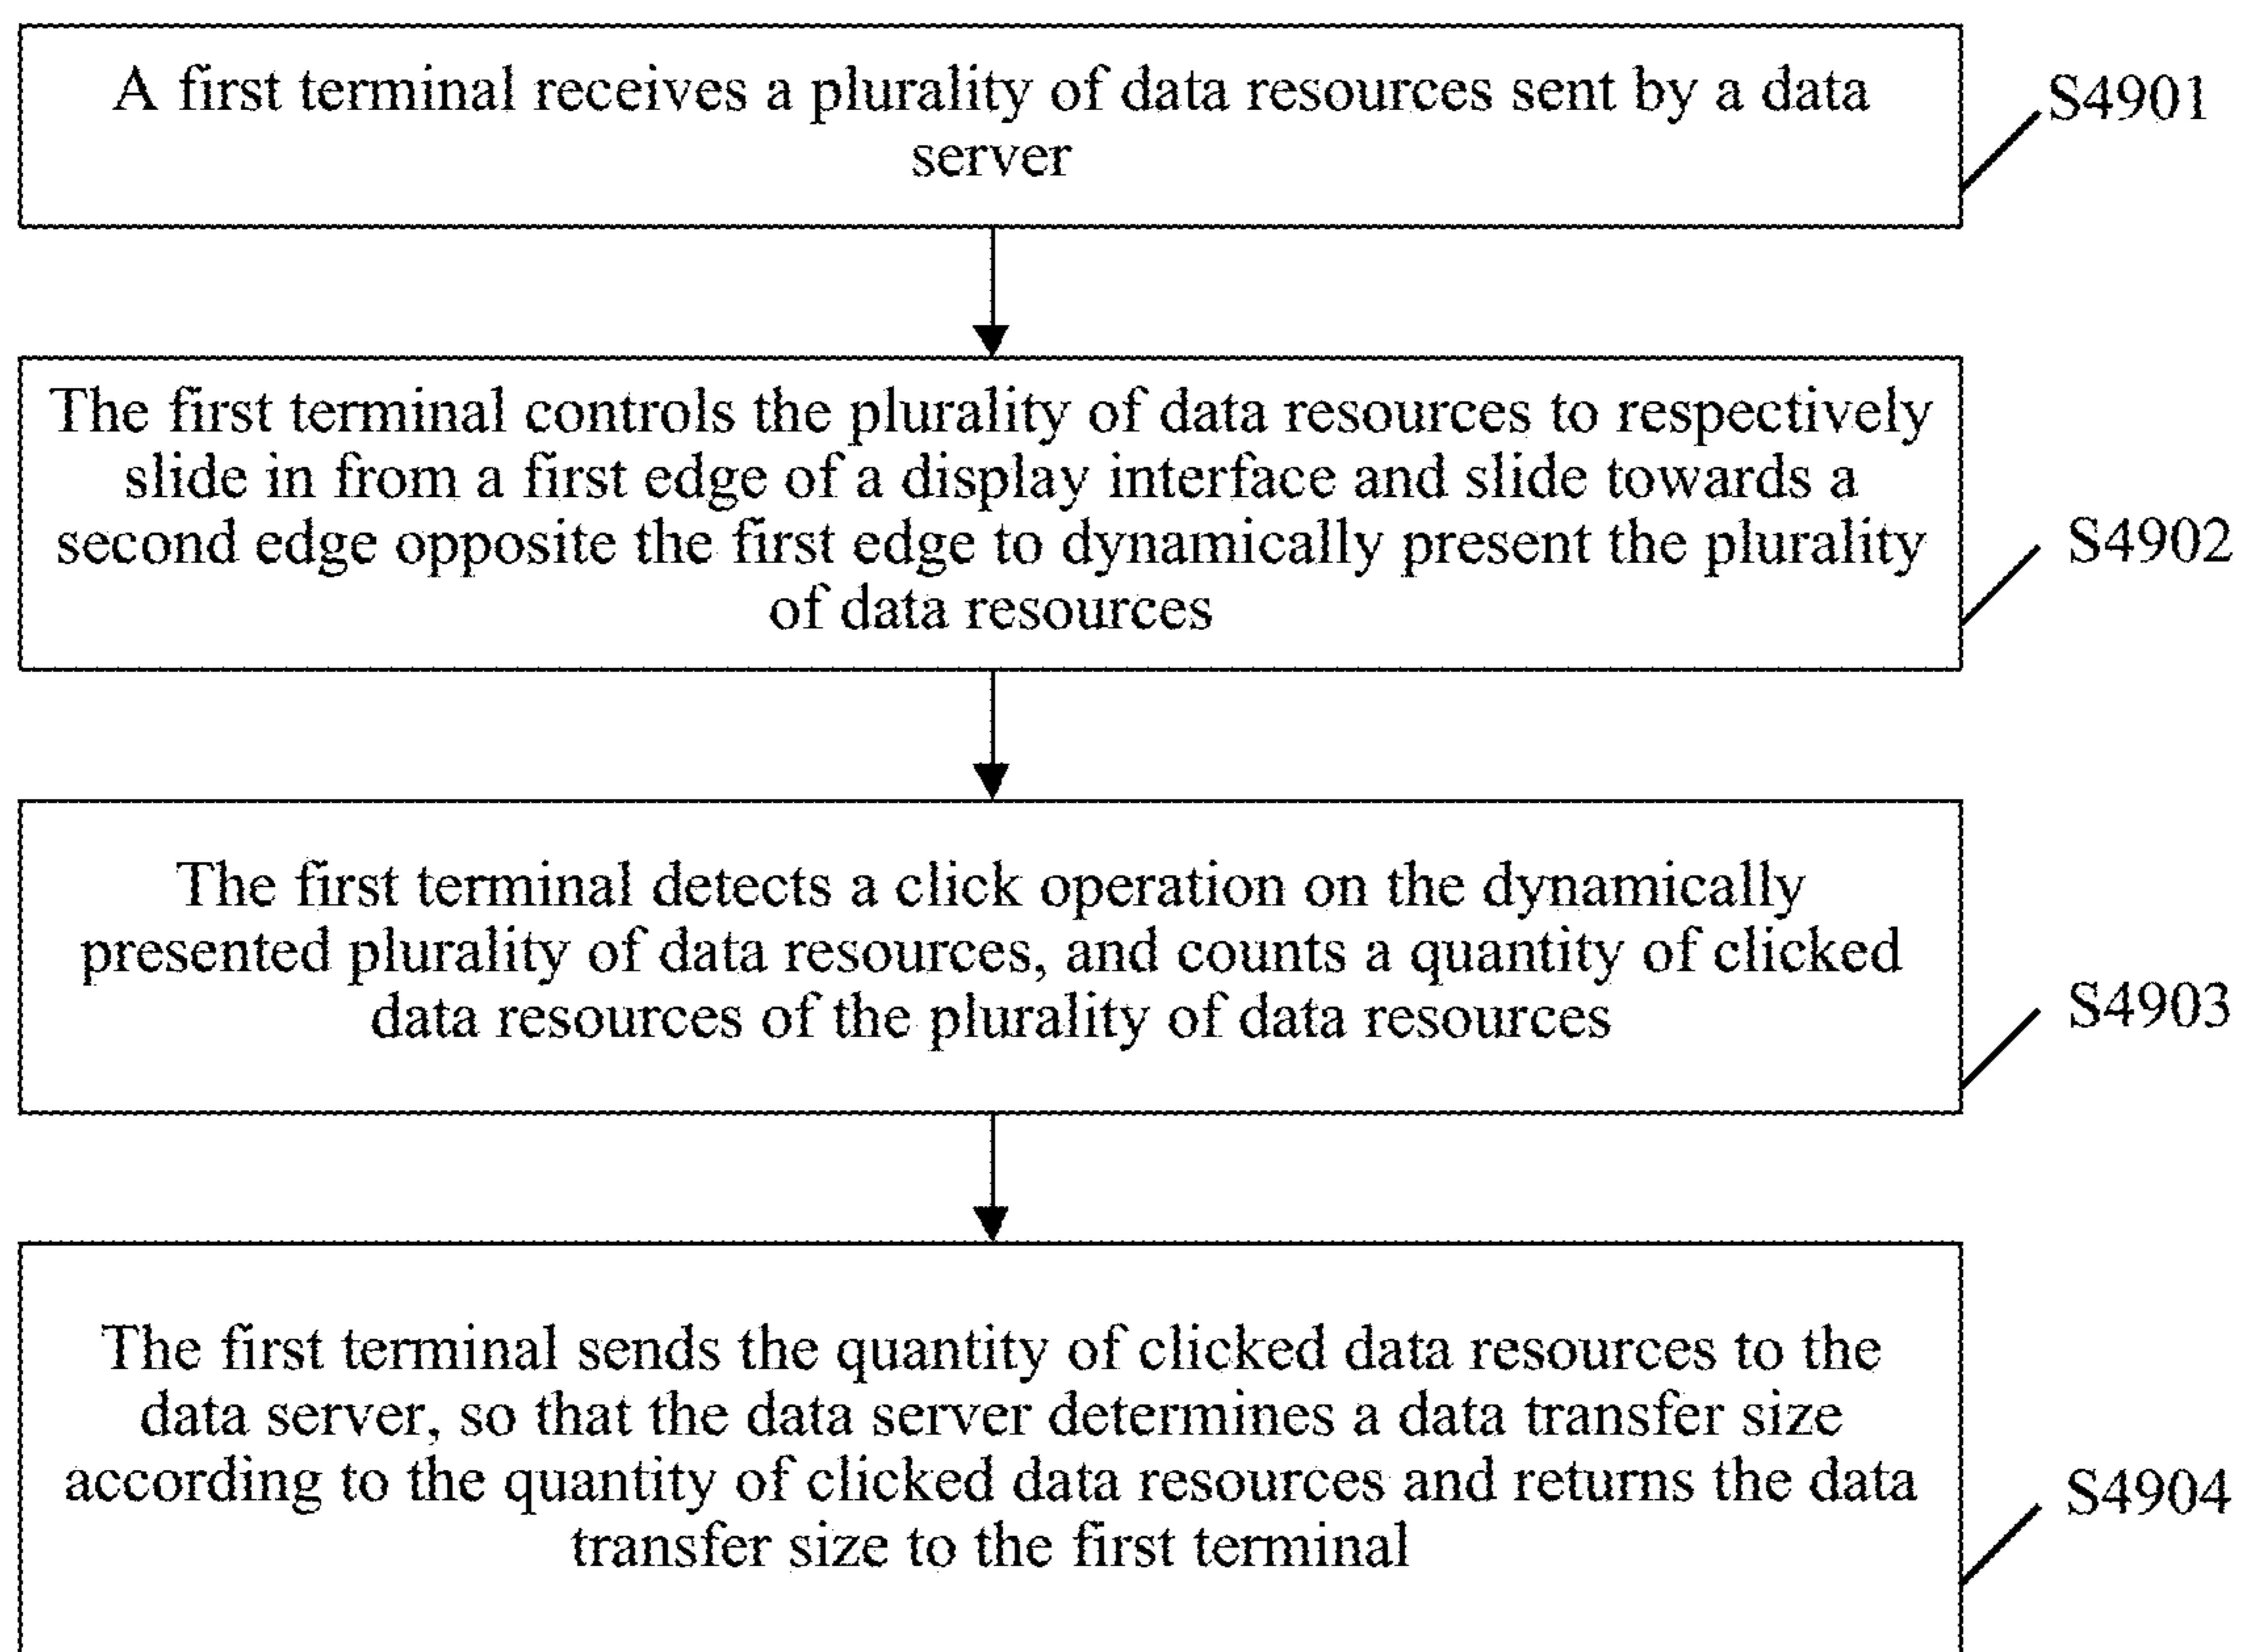 A first terminal receives a plurality of data resources sent by a data
server
S4901
The first terminal controls the plurality of data resources to respectively
slide in from a first edge of a display interface and slide towards a
second edge opposite the first edge to dynamically present the plurality
of data resources
S4902
The first terminal detects a click operation on the dynamically
presented plurality of data resources, and counts a quantity of clicked
data resources of the plurality of data resources
S4903
The first terminal sends the quantity of clicked data resources to the
data server, so that the data server determines a data transfer size
according to the quantity of clicked data resources and returns the data
transfer size to the first terminal
S4904